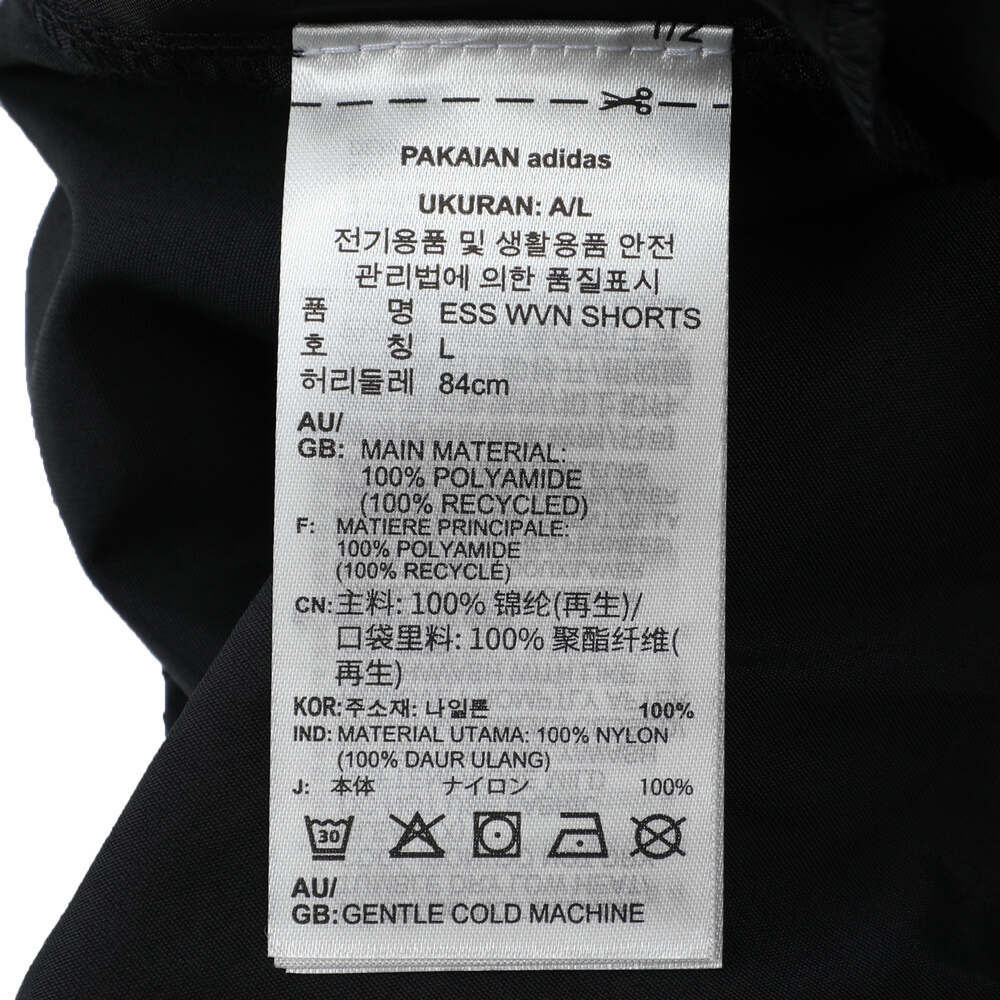 1/2
PAKAIAN adidas
UKURAN: A/L
전기용품 및 생활용품 안전
관리법에 의한 품질표시
품 명 ESS WVN SHORTS
호 칭 L
허리둘레 84cm
AU/
GB: MAIN MATERIAL:
100% POLYAMIDE
(100% RECYCLED)
F: MATIERE PRINCIPALE:
100% POLYAMIDE
(100% RECYCLÉ)
CN: 主料: 100% 锦纶(再生)/
口袋里料: 100% 聚酯纤维(
再生)
KOR: 주소재: 나일론 100%
IND: MATERIAL UTAMA: 100% NYLON
(100% DAUR ULANG)
J: 本体 ナイロン 100%
30
AU/
GB: GENTLE COLD MACHINE